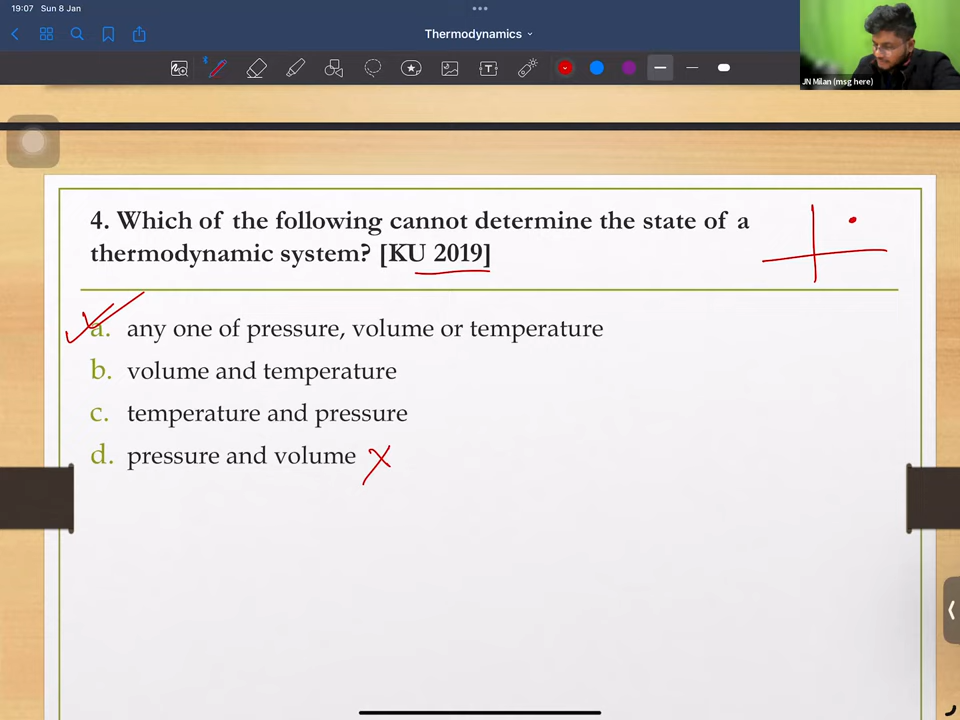 19:07 Sun 8 Jan
Thermodynamics
JN Milan (msg here)
4. Which of the following cannot determine the state of a
thermodynamic system? [KU 2019]
a. any one of pressure, volume or temperature
b. volume and temperature
c. temperature and pressure
d. pressure and volume